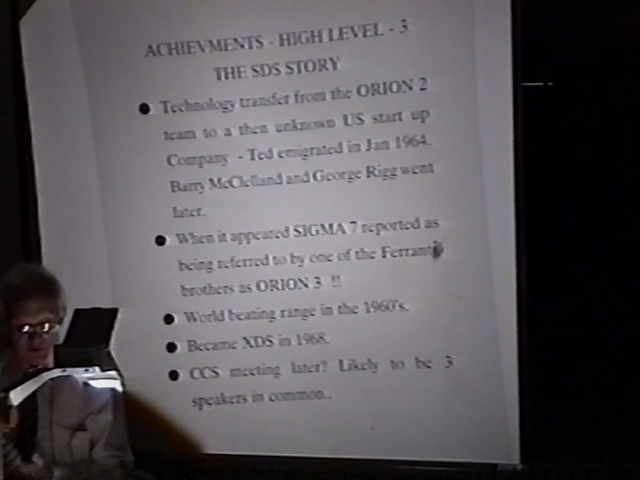 ACHIEVMENTS - HIGH LEVEL - 3
THE SDS STORY
● Technology transfer from the ORION 2
team to a then unknown US start up
Company - Ted emigrated in Jan 1964.
Barry McClelland and George Rigg went
later.
● When it appeared SIGMA 7 reported as
being referred to by one of the Ferranti
brothers as ORION 3 !!
● World beating range in the 1960's.
● Became XDS in 1968.
● CCS meeting later? Likely to be 3
speakers in common..